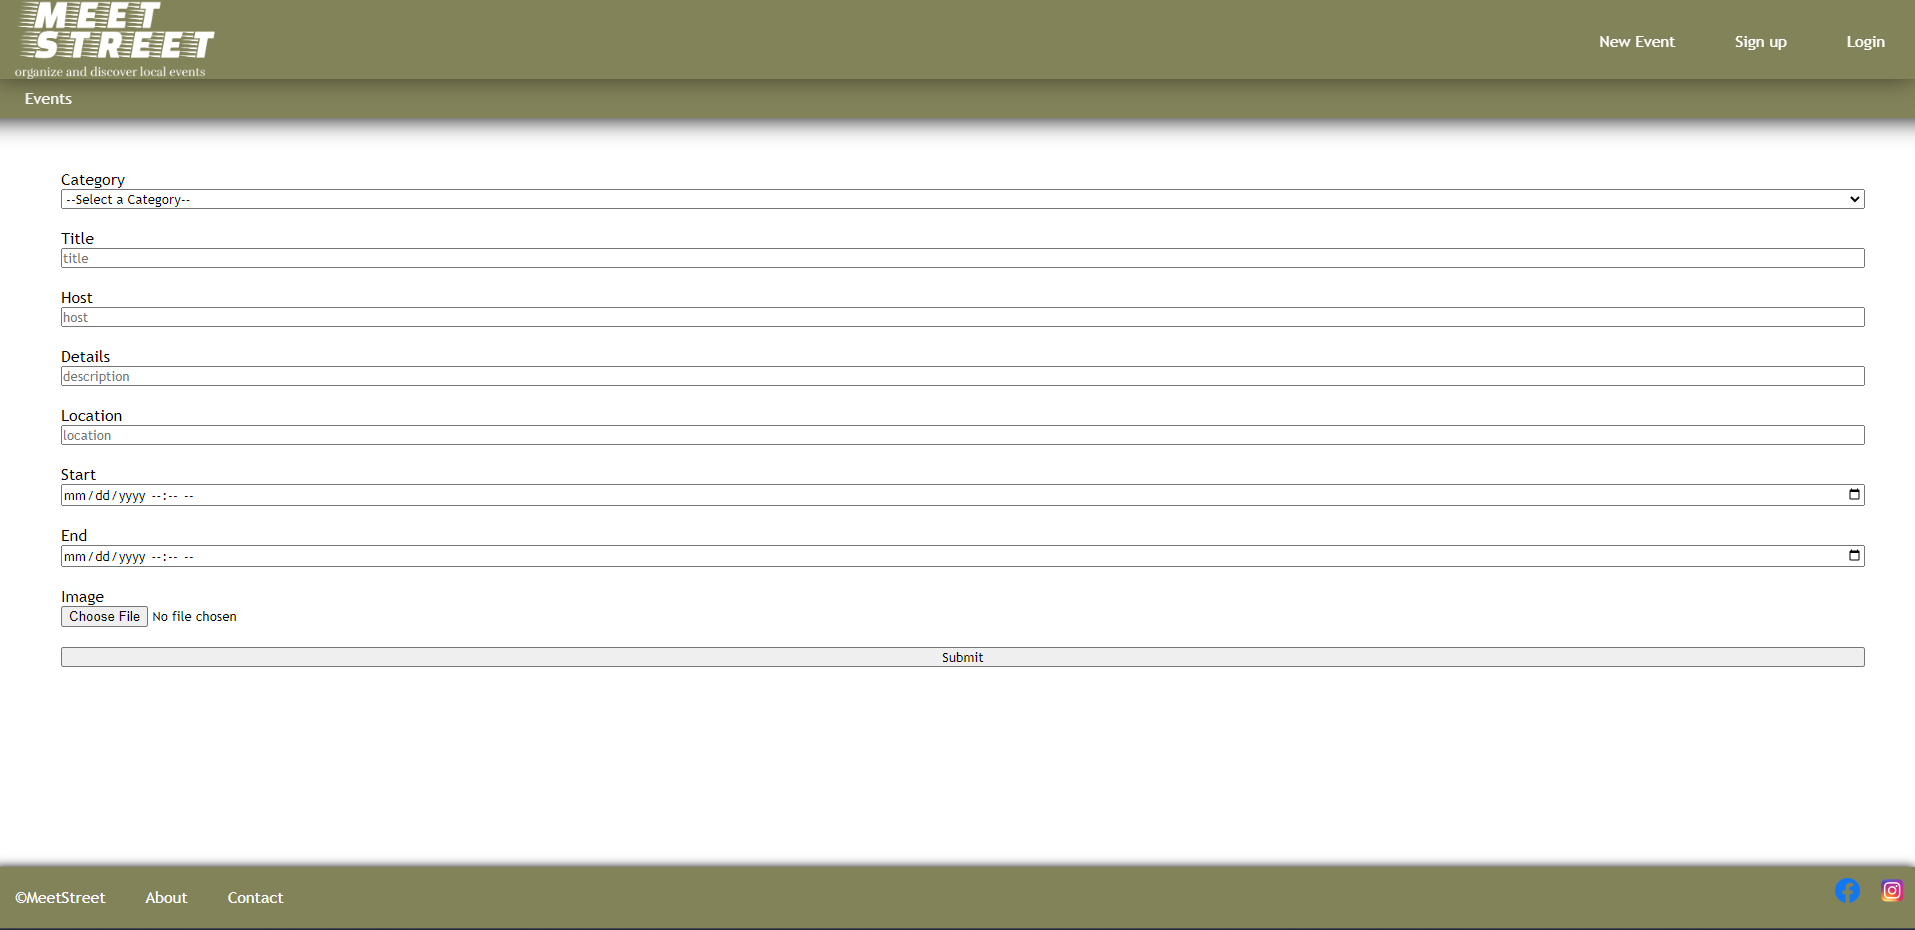 MEET
STREET
organize and discover local events
New Event
Sign up
Login
Events
Category
--Select a Category--
Title
title
Host
host
Details
description
Location
location
Start
mm/dd/yyyy --:-- --
End
mm/dd/yyyy --:-- --
Image
Choose File No file chosen
Submit
©MeetStreet
About
Contact